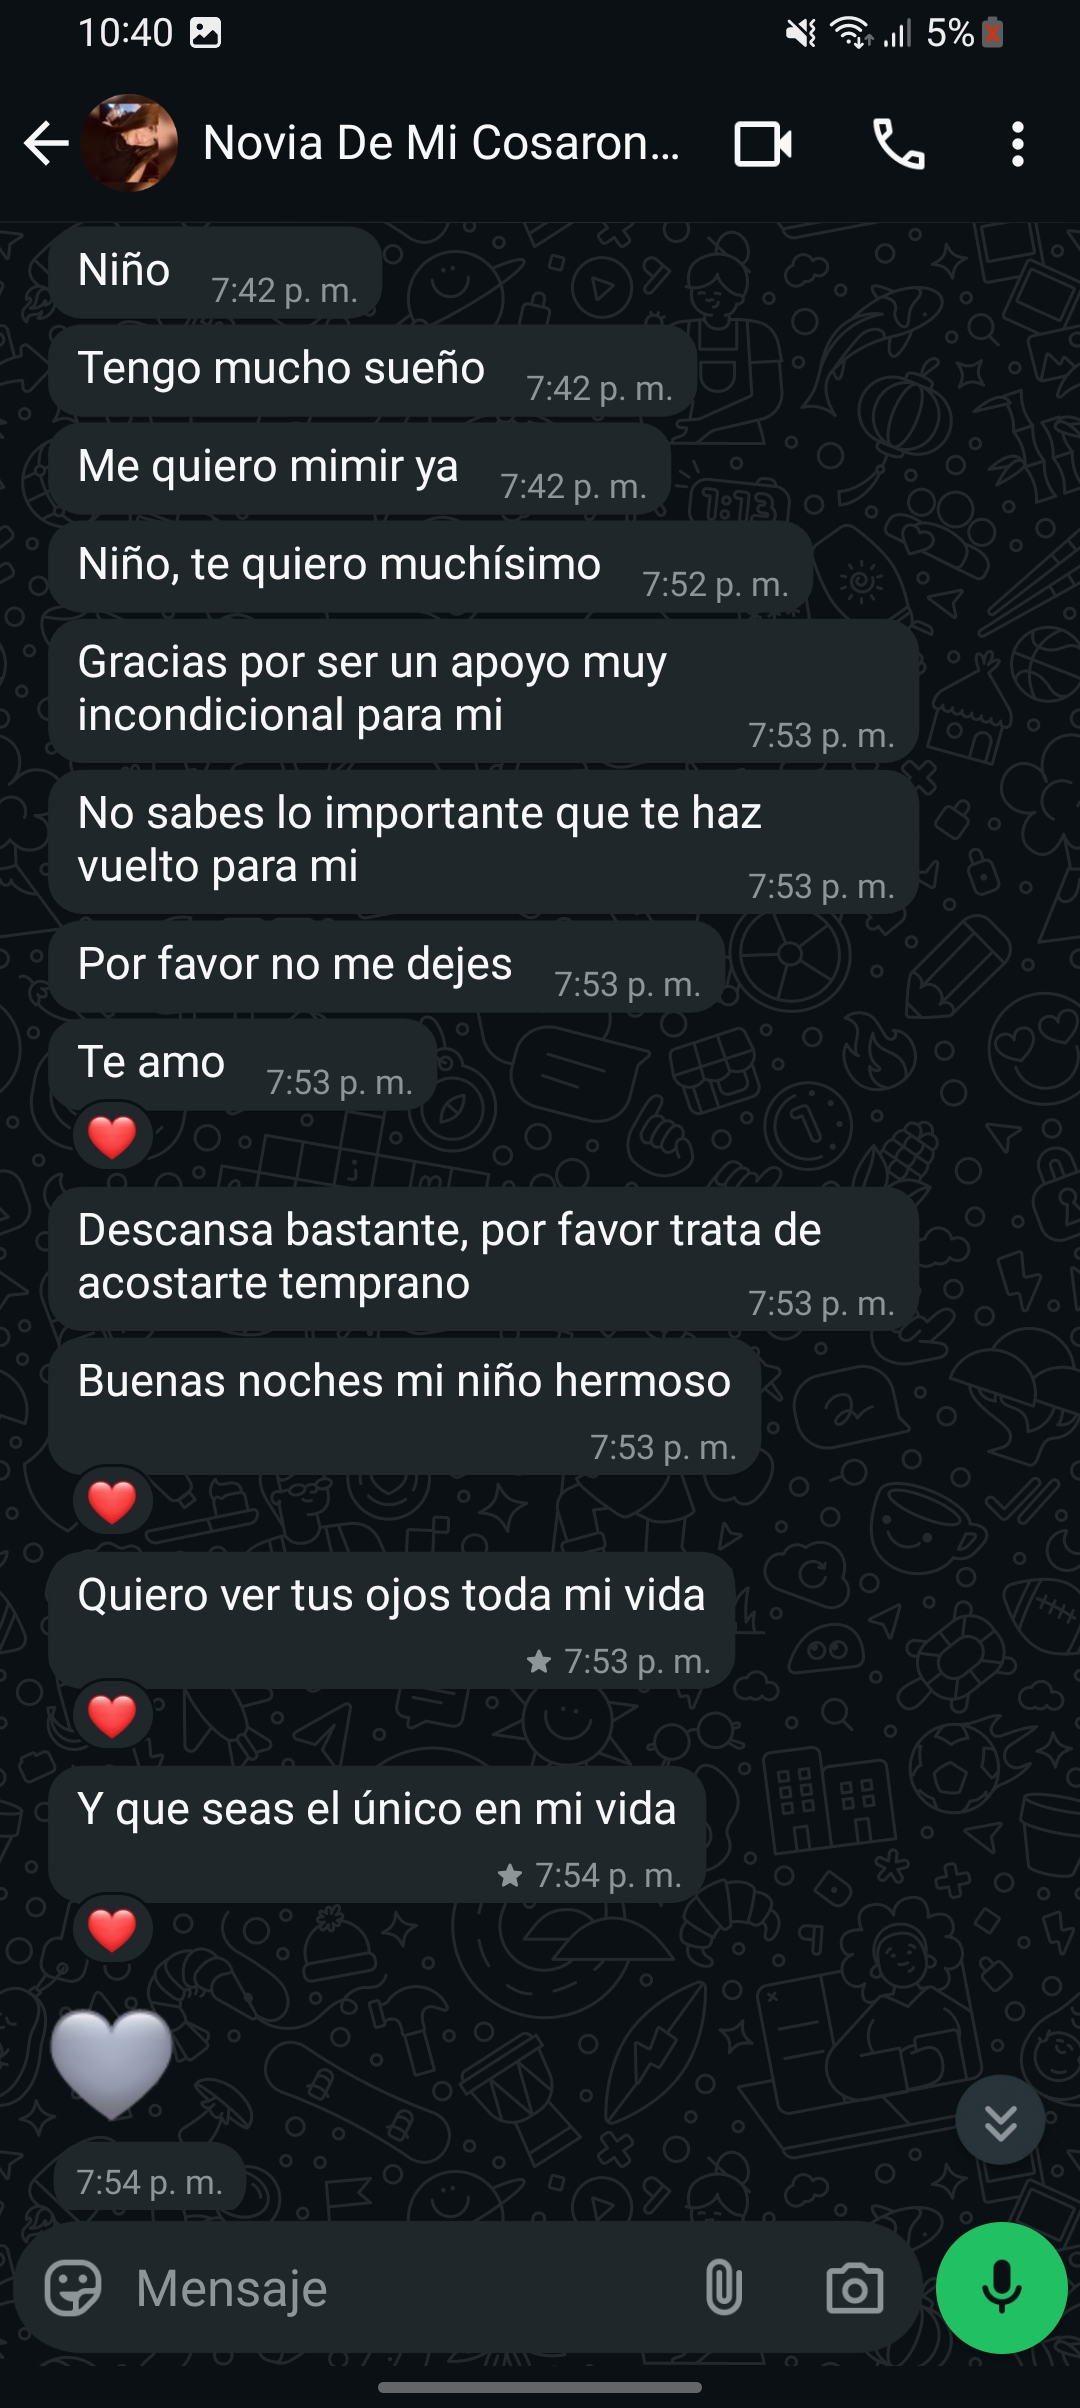 10:40 5%
Novia De Mi Cosaron...
Niño 7:42 p. m.
Tengo mucho sueño 7:42 p. m.
Me quiero mimir ya 7:42 p. m.
Niño, te quiero muchísimo 7:52 p. m.
Gracias por ser un apoyo muy
incondicional para mi 7:53 p. m.
No sabes lo importante que te haz
vuelto para mi 7:53 p. m.
Por favor no me dejes 7:53 p. m.
Te amo 7:53 p. m.
Descansa bastante, por favor trata de
acostarte temprano 7:53 p. m.
Buenas noches mi niño hermoso
7:53 p. m.
Quiero ver tus ojos toda mi vida
7:53 p. m.
Y que seas el único en mi vida
7:54 p. m.
7:54 p. m.
Mensaje